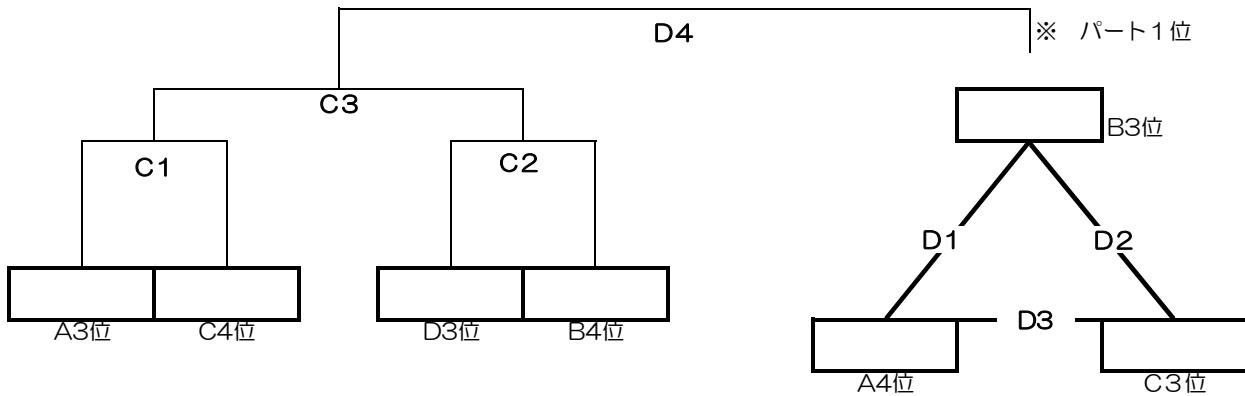 D4
※　パート１位
C3
B3位
C1
C2
D1
D2
A3位
C4位
D3位
B4位
D3
A4位
C3位